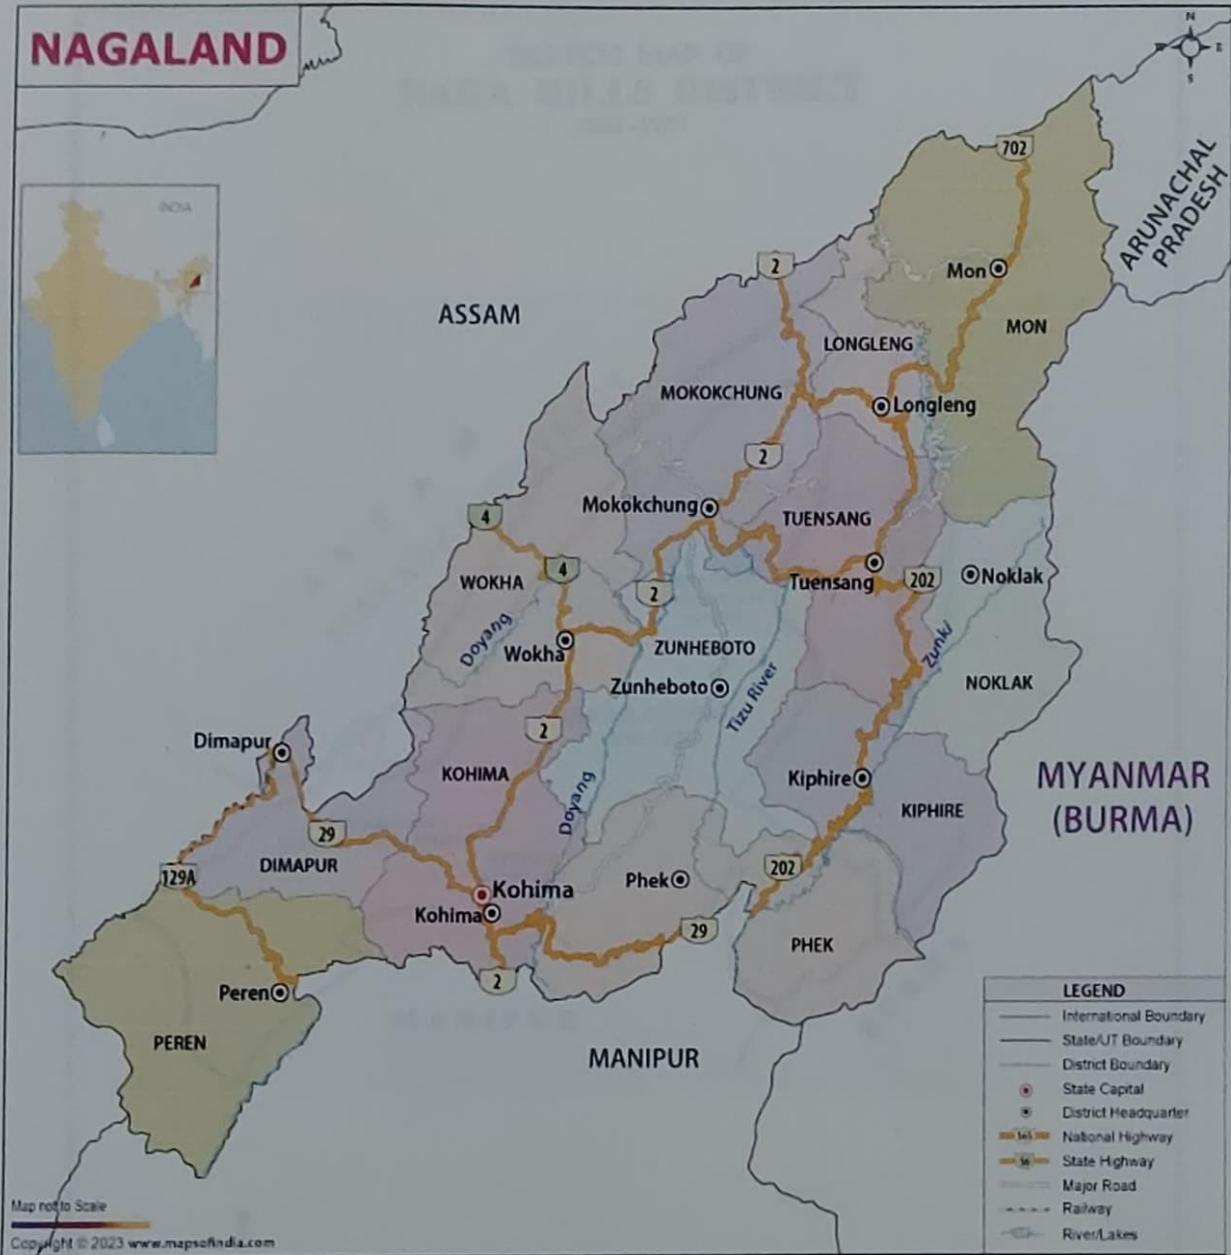 NAGALAND
N
W
E
S
702
ARUNACHAL
PRADESH
INDIA
2
Mon
MON
ASSAM
LONGLENG
MOKOKCHUNG
Longleng
2
Mokokchung
4
TUENSANG
4
WOKHA
2
Tuensang
202
Noklak
Doyang
Wokha
ZUNHEBOTO
Zunki
Zunheboto
Tizu River
NOKLAK
2
Dimapur
KOHIMA
Doyang
Kiphire
MYANMAR
(BURMA)
KIPHIRE
29
DIMAPUR
129A
202
Phek
Kohima
Kohima
29
PHEK
2
Peren
PEREN
MANIPUR
LEGEND
International Boundary
State/UT Boundary
District Boundary
State Capital
District Headquarter
National Highway
State Highway
Major Road
Railway
River/Lakes
Map not to Scale
Copyright © 2023 www.mapsofindia.com